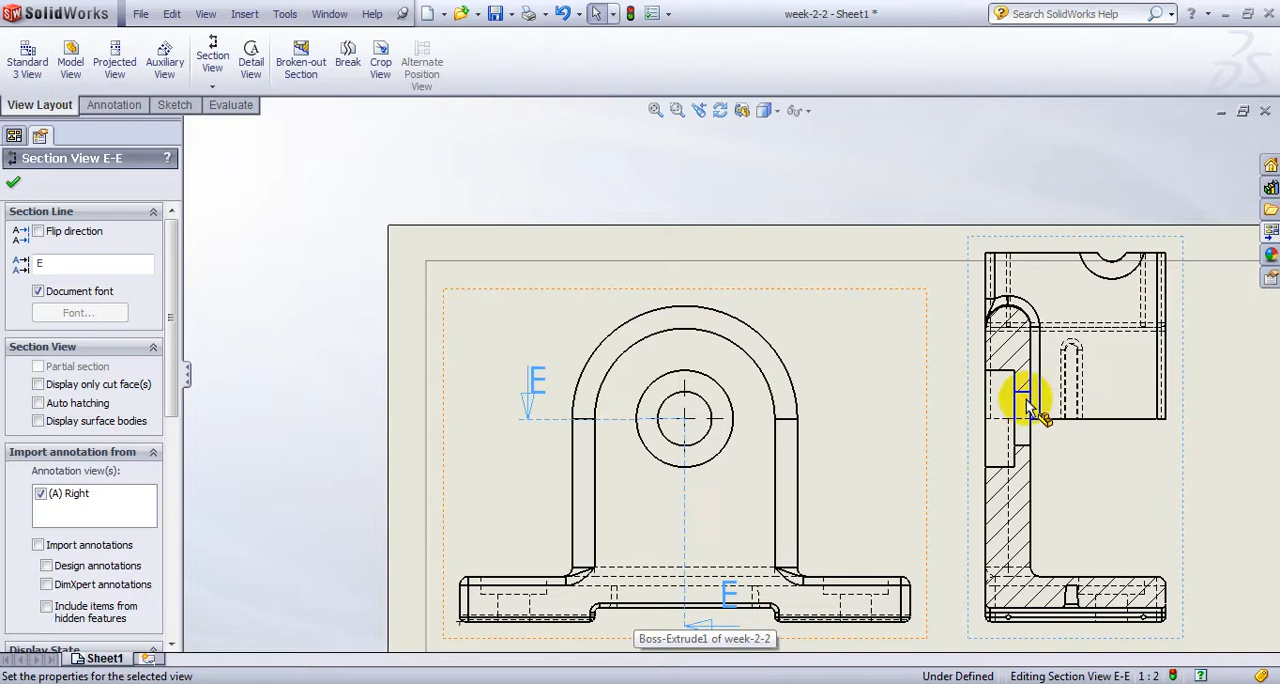 SolidWorks File Edit View Insert Tools Window Help week-2-2 - Sheet1 * Search SolidWorks Help
Standard 3 View
Model View
Projected View
Auxiliary View
Section View
Detail View
Broken-out Section
Break
Crop View
Alternate Position View
View Layout Annotation Sketch Evaluate
Section View E-E ?
Section Line
Flip direction
E
Document font
Font...
Section View
Partial section
Display only cut face(s)
Auto hatching
Display surface bodies
Import annotation from
Annotation view(s):
(A) Right
Import annotations
Design annotations
DimXpert annotations
Include items from
hidden features
Display State
E
E
Boss-Extrude1 of week-2-2
Sheet1
Set the properties for the selected view Under Defined Editing Section View E-E 1 : 2